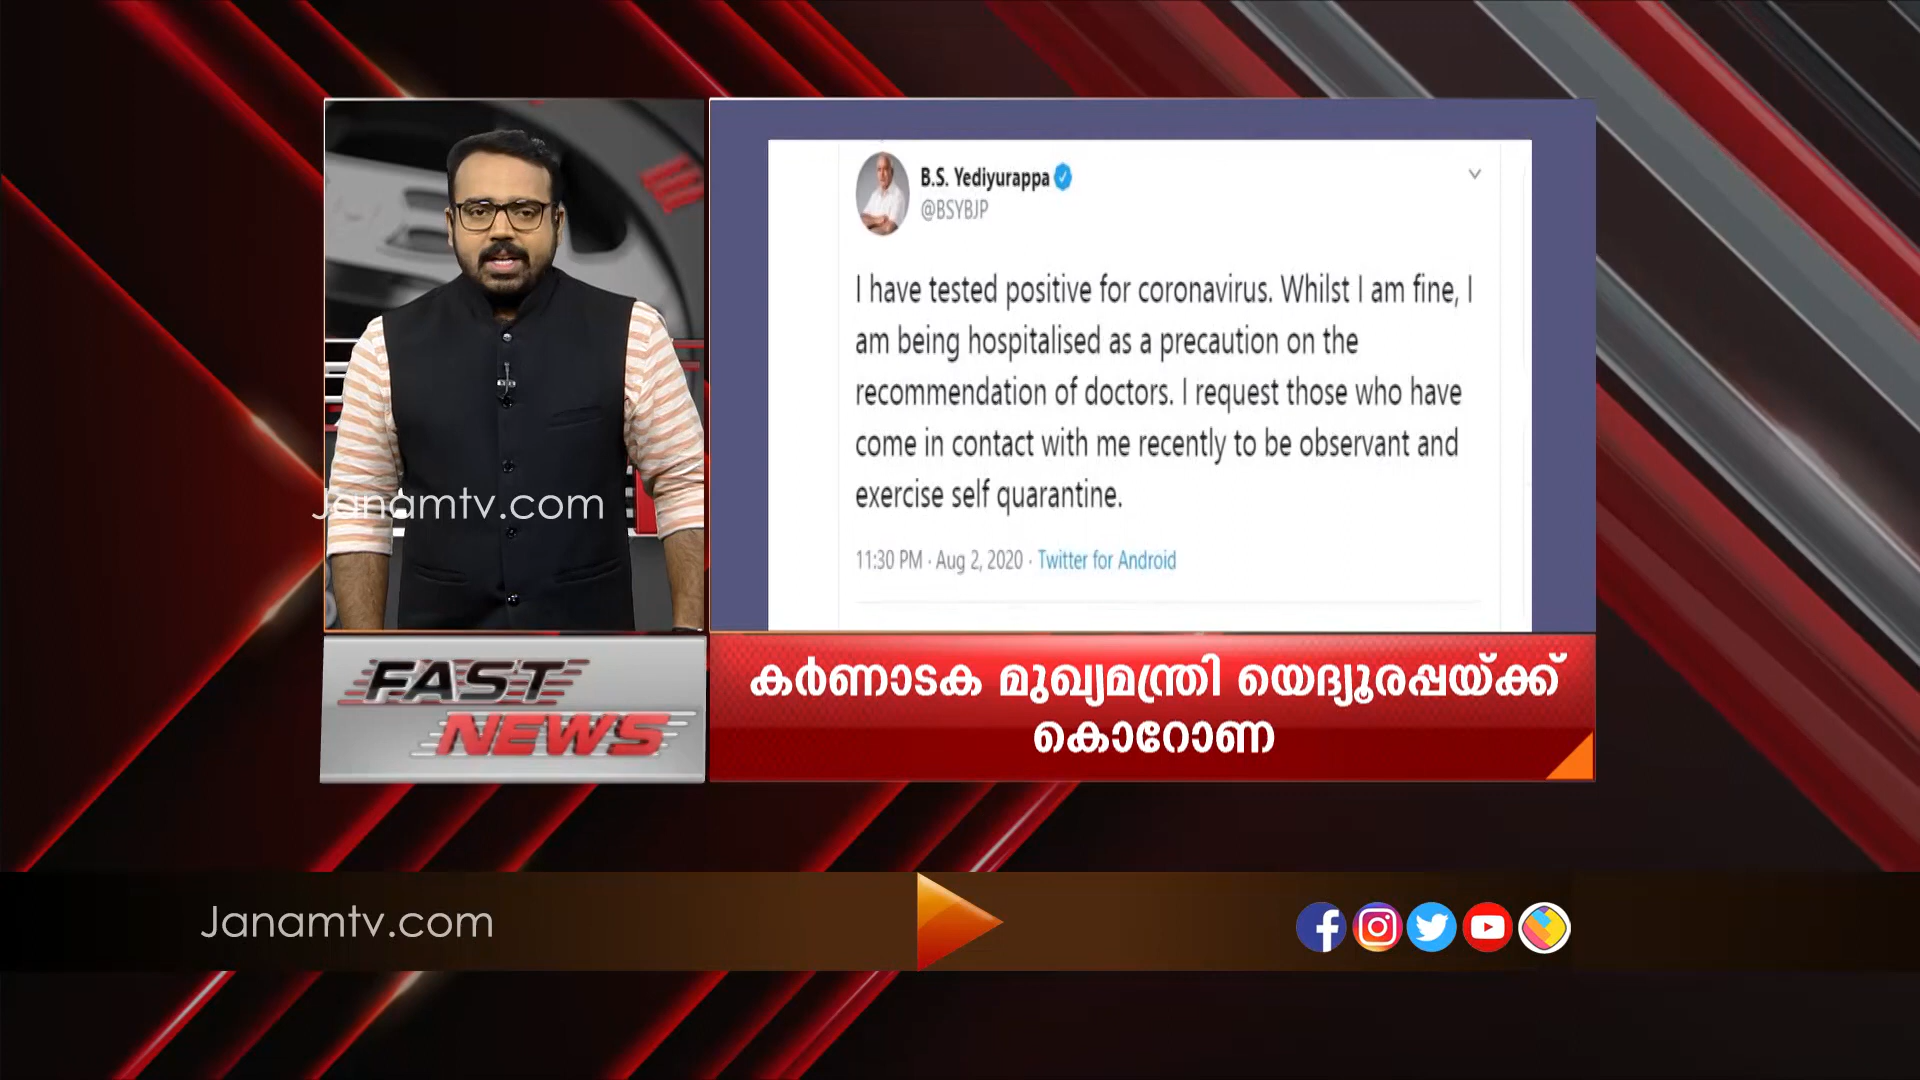 B.S. Yediyurappa
@BSYBJP
I have tested positive for coronavirus. Whilst I am fine, I
am being hospitalised as a precaution on the
recommendation of doctors. I request those who have
come in contact with me recently to be observant and
exercise self quarantine.
11:30 PM · Aug 2, 2020 · Twitter for Android
Janamtv.com
FAST
NEWS
കർണാടക മുഖ്യമന്ത്രി യെദ്യൂരപ്പയ്ക്ക്
കൊറോണ
Janamtv.com